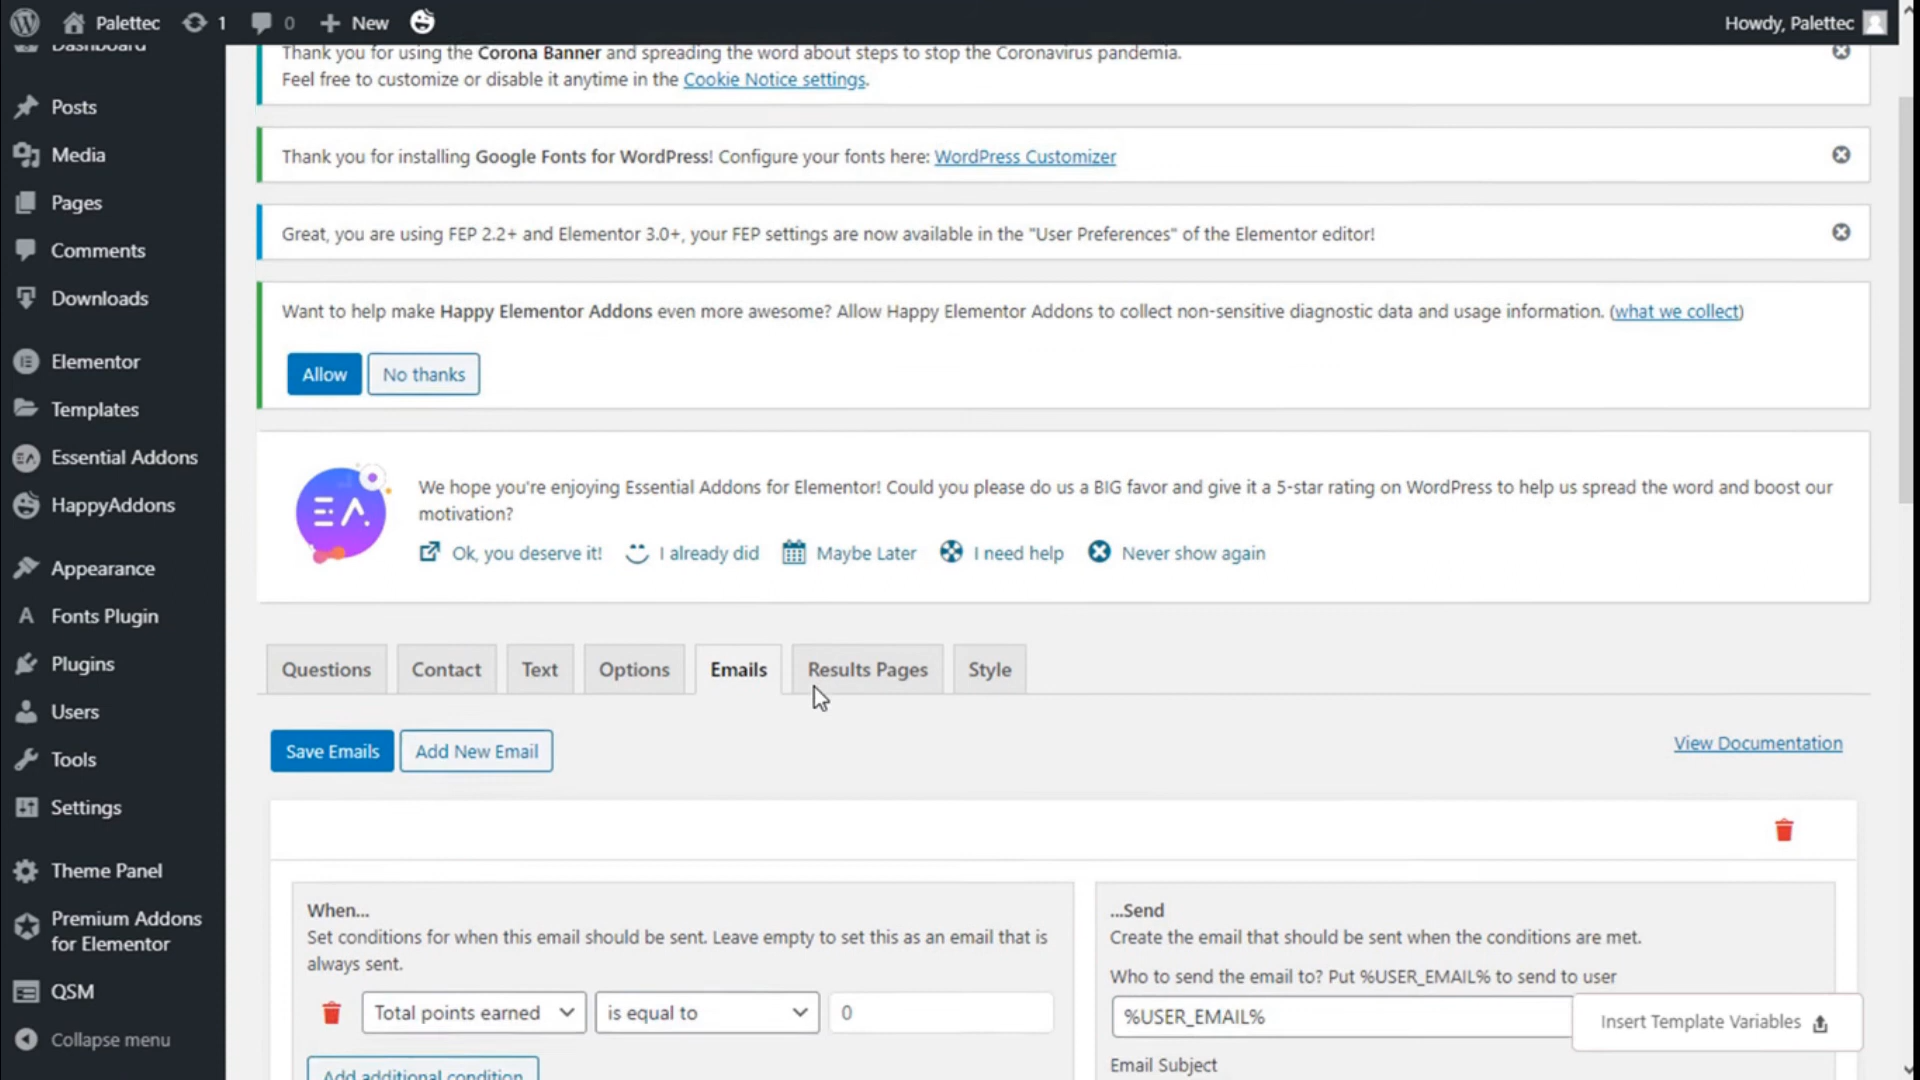 Palettec
1
0
New
Howdy, Palettec
Dashboard
Posts
Media
Pages
Comments
Downloads
Elementor
Templates
Essential Addons
HappyAddons
Appearance
Fonts Plugin
Plugins
Users
Tools
Settings
Theme Panel
Premium Addons
for Elementor
QSM
Collapse menu
Thank you for using the Corona Banner and spreading the word about steps to stop the Coronavirus pandemia.
Feel free to customize or disable it anytime in the Cookie Notice settings.
Thank you for installing Google Fonts for WordPress! Configure your fonts here: WordPress Customizer
Great, you are using FEP 2.2+ and Elementor 3.0+, your FEP settings are now available in the "User Preferences" of the Elementor editor!
Want to help make Happy Elementor Addons even more awesome? Allow Happy Elementor Addons to collect non-sensitive diagnostic data and usage information. (what we collect)
Allow
No thanks
We hope you're enjoying Essential Addons for Elementor! Could you please do us a BIG favor and give it a 5-star rating on WordPress to help us spread the word and boost our
motivation?
Ok, you deserve it!
I already did
Maybe Later
I need help
Never show again
Questions
Contact
Text
Options
Emails
Results Pages
Style
Save Emails
Add New Email
View Documentation
When...
Set conditions for when this email should be sent. Leave empty to set this as an email that is
always sent.
Total points earned
is equal to
0
Add additional condition
...Send
Create the email that should be sent when the conditions are met.
Who to send the email to? Put %USER_EMAIL% to send to user
%USER_EMAIL%
Insert Template Variables
Email Subject